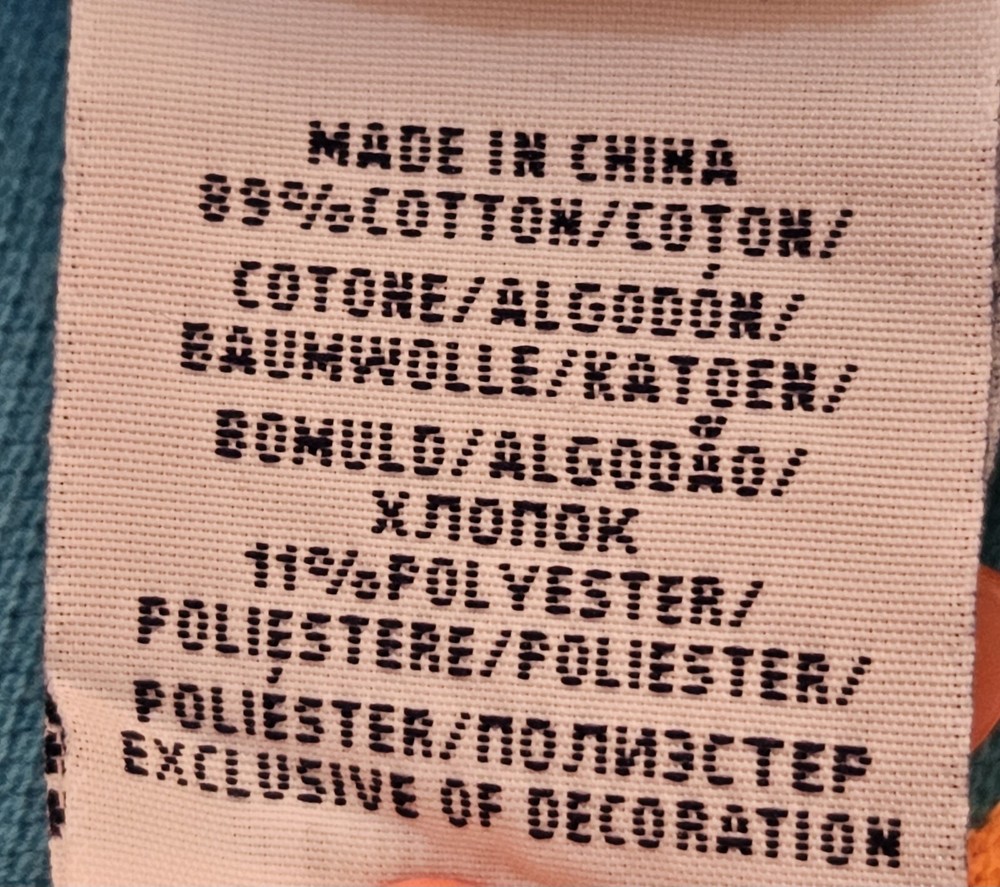 MADE IN CHINA
89%COTTON/COTON/
COTONE/ALGODÓN/
BAUMWOLLE/KATOEN/
BOMULD/ALGODÃO/
ХЛОПОК
11%POLYESTER/
POLIESTERE/POLIESTER/
POLIÉSTER/ПОЛИЭСТЕР
EXCLUSIVE OF DECORATION